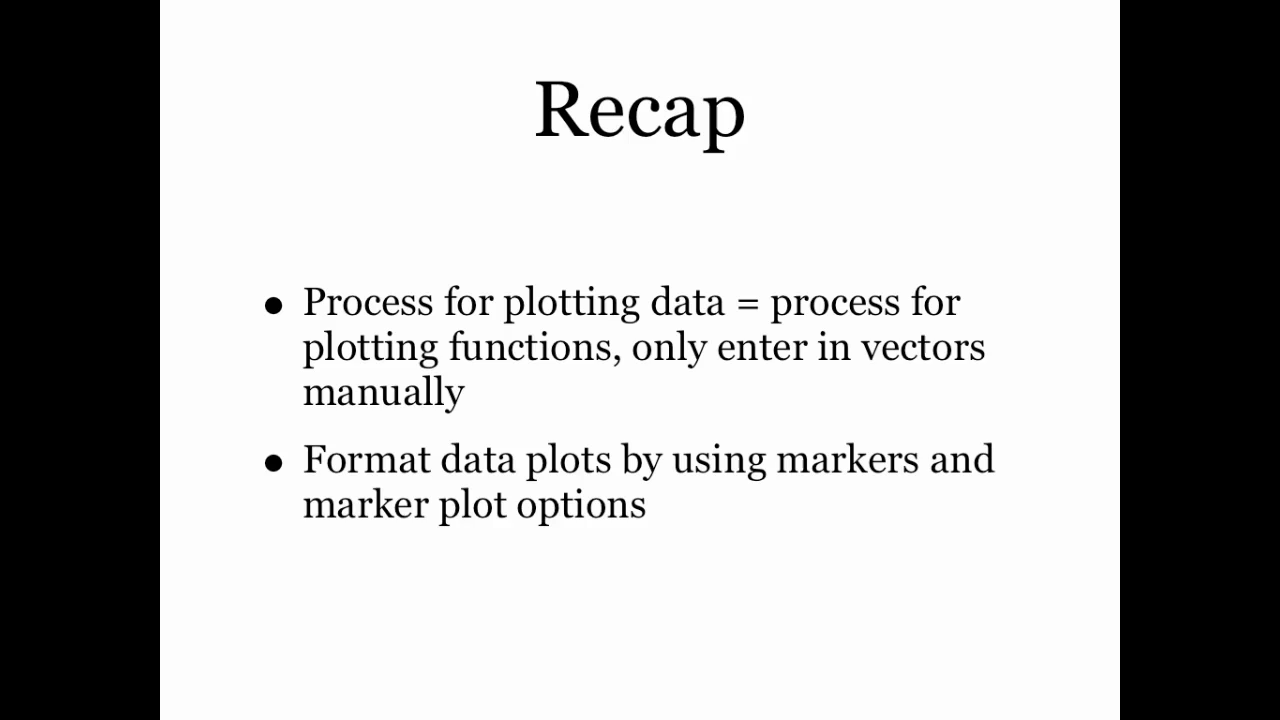 Recap
• Process for plotting data = process for
plotting functions, only enter in vectors
manually
• Format data plots by using markers and
marker plot options